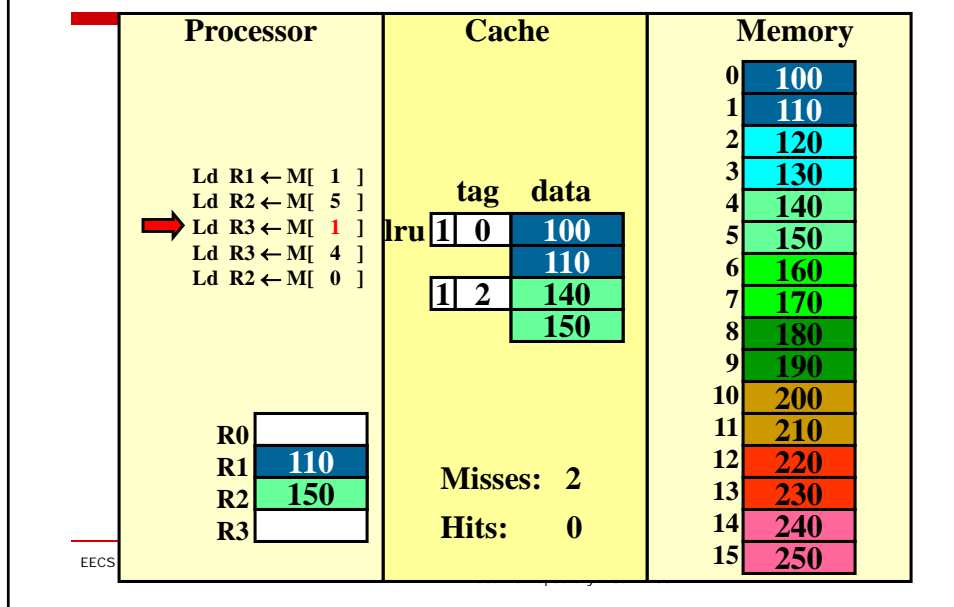 Processor
Cache
Memory
Ld R1 ← M[ 1 ]
Ld R2 ← M[ 5 ]
Ld R3 ← M[ 1 ]
Ld R3 ← M[ 4 ]
Ld R2 ← M[ 0 ]
R0
R1 110
R2 150
R3
tag data
lru 1 0 100
110
1 2 140
150
Misses: 2
Hits: 0
0 100
1 110
2 120
3 130
4 140
5 150
6 160
7 170
8 180
9 190
10 200
11 210
12 220
13 230
14 240
15 250
EECS